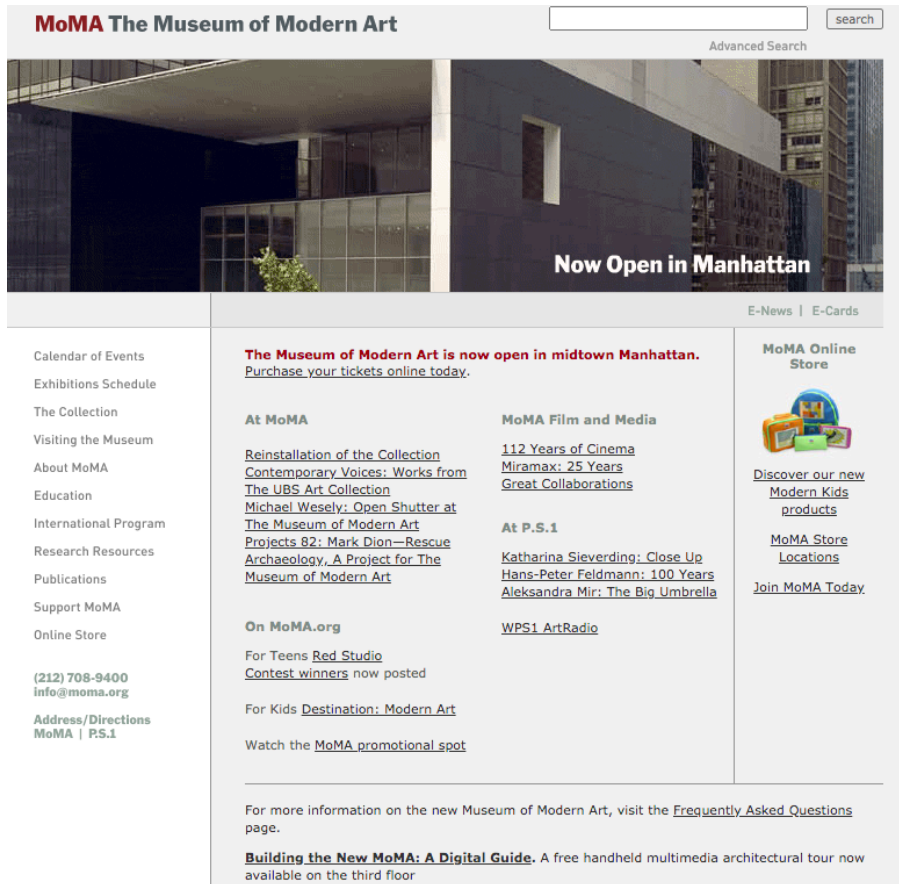 MoMA The Museum of Modern Art
search
Advanced Search
Now Open in Manhattan
E-News | E-Cards
Calendar of Events
Exhibitions Schedule
The Collection
Visiting the Museum
About MoMA
Education
International Program
Research Resources
Publications
Support MoMA
Online Store
(212) 708-9400
info@moma.org
Address/Directions
MoMA | P.S.1
The Museum of Modern Art is now open in midtown Manhattan.
Purchase your tickets online today.
At MoMA
Reinstallation of the Collection
Contemporary Voices: Works from
The UBS Art Collection
Michael Wesely: Open Shutter at
The Museum of Modern Art
Projects 82: Mark Dion—Rescue
Archaeology, A Project for The
Museum of Modern Art
On MoMA.org
For Teens Red Studio
Contest winners now posted
For Kids Destination: Modern Art
Watch the MoMA promotional spot
MoMA Film and Media
112 Years of Cinema
Miramax: 25 Years
Great Collaborations
At P.S.1
Katharina Sieverding: Close Up
Hans-Peter Feldmann: 100 Years
Aleksandra Mir: The Big Umbrella
WPS1 ArtRadio
MoMA Online
Store
Discover our new
Modern Kids
products
MoMA Store
Locations
Join MoMA Today
For more information on the new Museum of Modern Art, visit the Frequently Asked Questions
page.
Building the New MoMA: A Digital Guide. A free handheld multimedia architectural tour now
available on the third floor